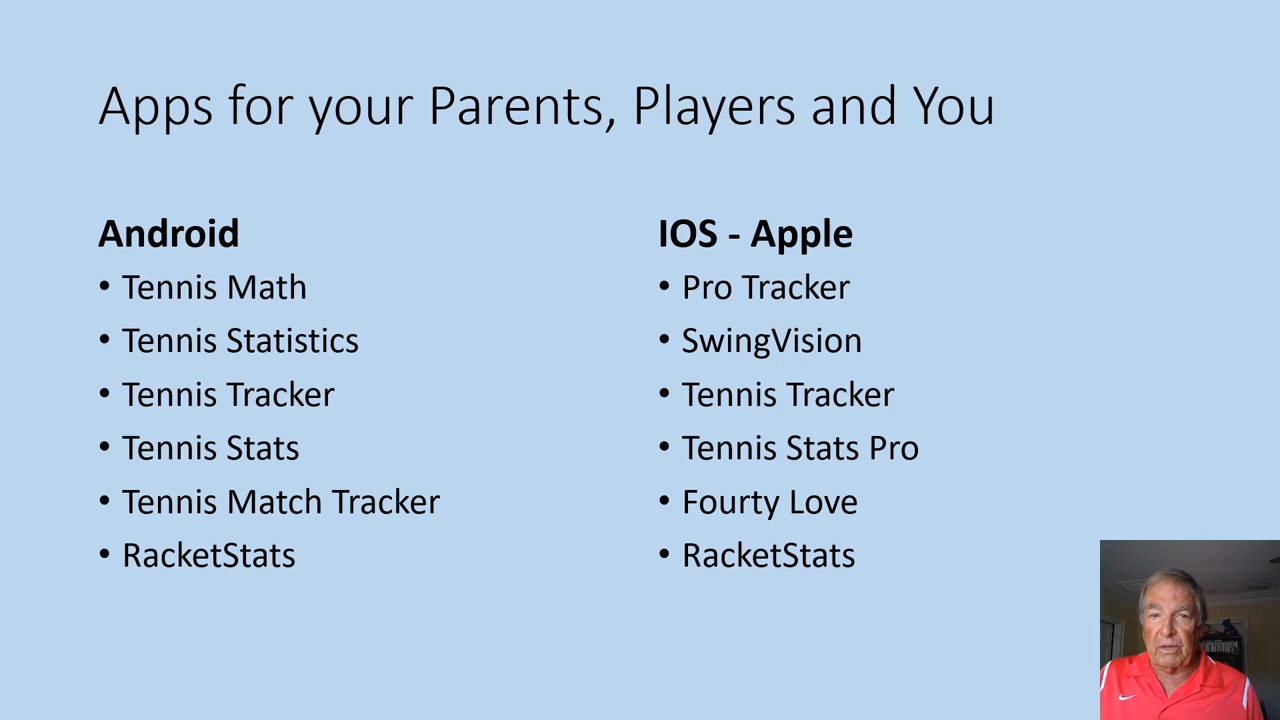 Apps for your Parents, Players and You
Android
• Tennis Math
• Tennis Statistics
• Tennis Tracker
• Tennis Stats
• Tennis Match Tracker
• RacketStats
IOS - Apple
• Pro Tracker
• SwingVision
• Tennis Tracker
• Tennis Stats Pro
• Fourty Love
• RacketStats